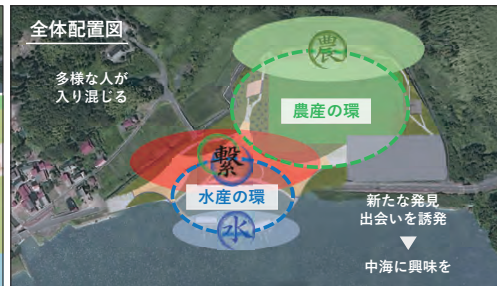 全体配置図
多様な人が
入り混じる
農
農産の環
繋
水産の環
水
新たな発見
出会いを誘発
▼
中海に興味を